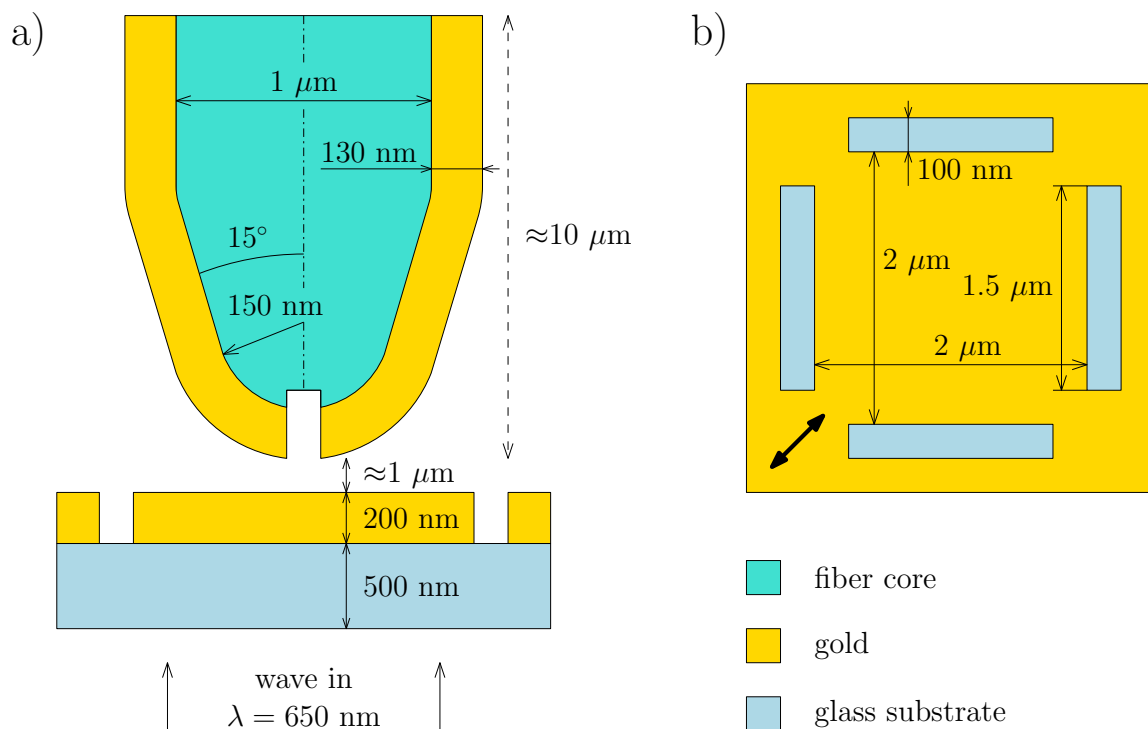 a)
1 μm
130 nm
15°
≈10 μm
150 nm
≈1 μm
200 nm
500 nm
wave in
λ = 650 nm
b)
100 nm
2 μm
1.5 μm
2 μm
fiber core
gold
glass substrate